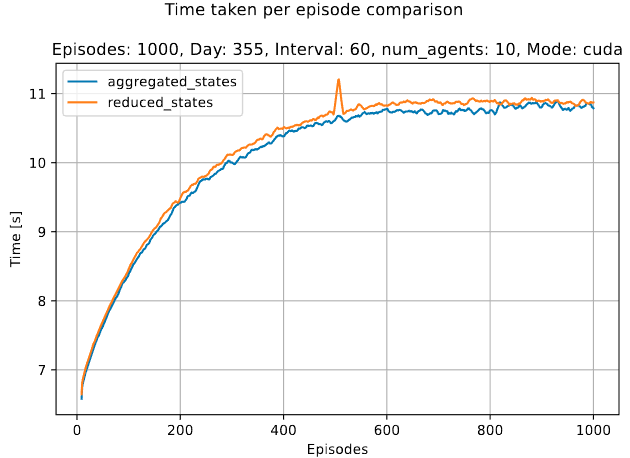 Time taken per episode comparison
Episodes: 1000, Day: 355, Interval: 60, num_agents: 10, Mode: cuda
aggregated_states
reduced_states
11
10
9
8
7
Time [s]
0 200 400 600 800 1000
Episodes